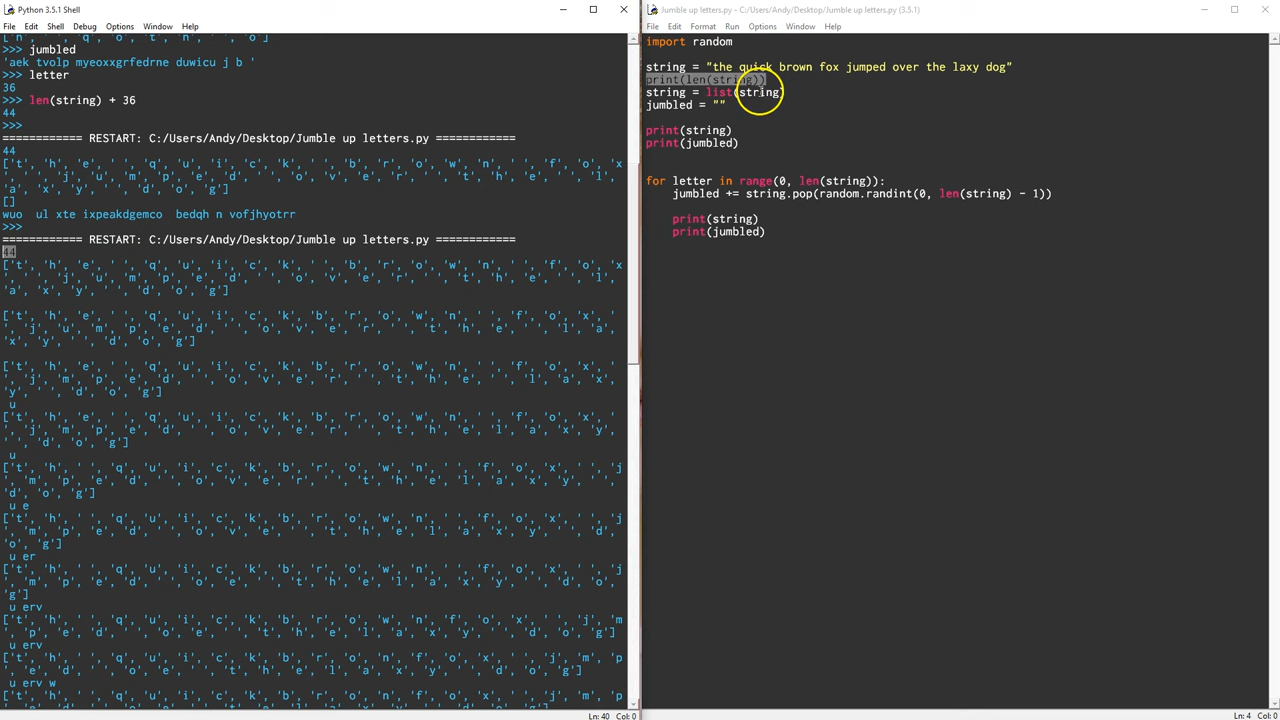 Python 3.5.1 Shell
File Edit Shell Debug Options Window Help
['n', ' ', 'q', 'o', 't', 'h', ' ', ' ', 'o']
>>> jumbled
'aek tvolp myeoxxgrfedrne duwicu j b '
>>> letter
36
>>> len(string) + 36
44
>>>
============ RESTART: C:/Users/Andy/Desktop/Jumble up letters.py ============
44
['t', 'h', 'e', ' ', 'q', 'u', 'i', 'c', 'k', ' ', 'b', 'r', 'o', 'w', 'n', ' ', 'f', 'o', 'x
', ' ', 'j', 'u', 'm', 'p', 'e', 'd', ' ', 'o', 'v', 'e', 'r', ' ', 't', 'h', 'e', ' ', 'l',
'a', 'x', 'y', ' ', 'd', 'o', 'g']
[]
wuo  ul xte ixpeakdgemco  bedqh n vofjhyotrr
>>>
============ RESTART: C:/Users/Andy/Desktop/Jumble up letters.py ============
44
['t', 'h', 'e', ' ', 'q', 'u', 'i', 'c', 'k', ' ', 'b', 'r', 'o', 'w', 'n', ' ', 'f', 'o', 'x
', ' ', 'j', 'u', 'm', 'p', 'e', 'd', ' ', 'o', 'v', 'e', 'r', ' ', 't', 'h', 'e', ' ', 'l',
'a', 'x', 'y', ' ', 'd', 'o', 'g']
['t', 'h', 'e', ' ', 'q', 'u', 'i', 'c', 'k', ' ', 'b', 'r', 'o', 'w', 'n', ' ', 'f', 'o', 'x
', 'j', 'u', 'm', 'p', 'e', 'd', ' ', 'o', 'v', 'e', 'r', ' ', 't', 'h', 'e', ' ', 'l', 'a',
'x', 'y', ' ', 'd', 'o', 'g']
['t', 'h', 'e', ' ', 'q', 'u', 'i', 'c', 'k', ' ', 'b', 'r', 'o', 'w', 'n', ' ', 'f', 'o', 'x
', 'j', 'm', 'p', 'e', 'd', ' ', 'o', 'v', 'e', 'r', ' ', 't', 'h', 'e', ' ', 'l', 'a', 'x',
'y', ' ', 'd', 'o', 'g']
u
['t', 'h', 'e', ' ', 'q', 'u', 'i', 'c', 'k', 'b', 'r', 'o', 'w', 'n', ' ', 'f', 'o', 'x',
'j', 'm', 'p', 'e', 'd', ' ', 'o', 'v', 'e', 'r', ' ', 't', 'h', 'e', ' ', 'l', 'a', 'x', 'y',
' ', 'd', 'o', 'g']
u
['t', 'h', ' ', 'q', 'u', 'i', 'c', 'k', 'b', 'r', 'o', 'w', 'n', ' ', 'f', 'o', 'x', 'j
', 'm', 'p', 'e', 'd', ' ', 'o', 'v', 'e', 'r', ' ', 't', 'h', 'e', 'l', 'a', 'x', 'y', ' ',
'd', 'o', 'g']
u e
['t', 'h', ' ', 'q', 'u', 'i', 'c', 'k', 'b', 'o', 'w', 'n', ' ', 'f', 'o', 'x', ' ', 'j
', 'm', 'p', 'e', 'd', ' ', 'o', 'v', 'e', 'r', ' ', 't', 'h', 'e', 'l', 'a', 'x', 'y', 'd',
'o', 'g']
u er
['t', 'h', ' ', 'q', 'u', 'i', 'c', 'k', 'b', 'o', 'w', 'n', ' ', 'f', 'o', 'x', ' ', 'j
', 'm', 'p', 'e', 'd', ' ', 'o', 'e', 'r', ' ', 't', 'h', 'e', 'l', 'a', 'x', 'y', 'd', 'o',
'g']
u erv
['t', 'h', ' ', 'q', 'u', 'i', 'c', 'k', 'b', 'o', 'w', 'n', 'f', 'o', 'x', ' ', 'j', 'm
', 'p', 'e', 'd', ' ', 'o', 'e', 'r', ' ', 't', 'h', 'e', 'l', 'a', 'x', 'y', 'd', 'o', 'g']
u erv
['t', 'h', ' ', 'q', 'u', 'i', 'c', 'k', 'b', 'o', 'n', 'f', 'o', 'x', ' ', 'j', 'm', 'p
u erv w
Ln: 40 Col: 0
Jumble up letters.py - C:/Users/Andy/Desktop/Jumble up letters.py (3.5.1)
File Edit Format Run Options Window Help
import random
string = "the quick brown fox jumped over the laxy dog"
print(len(string))
string = list(string)
jumbled = ""
print(string)
print(jumbled)
for letter in range(0, len(string)):
jumbled += string.pop(random.randint(0, len(string) - 1))
print(string)
print(jumbled)
Ln: 4 Col: 0